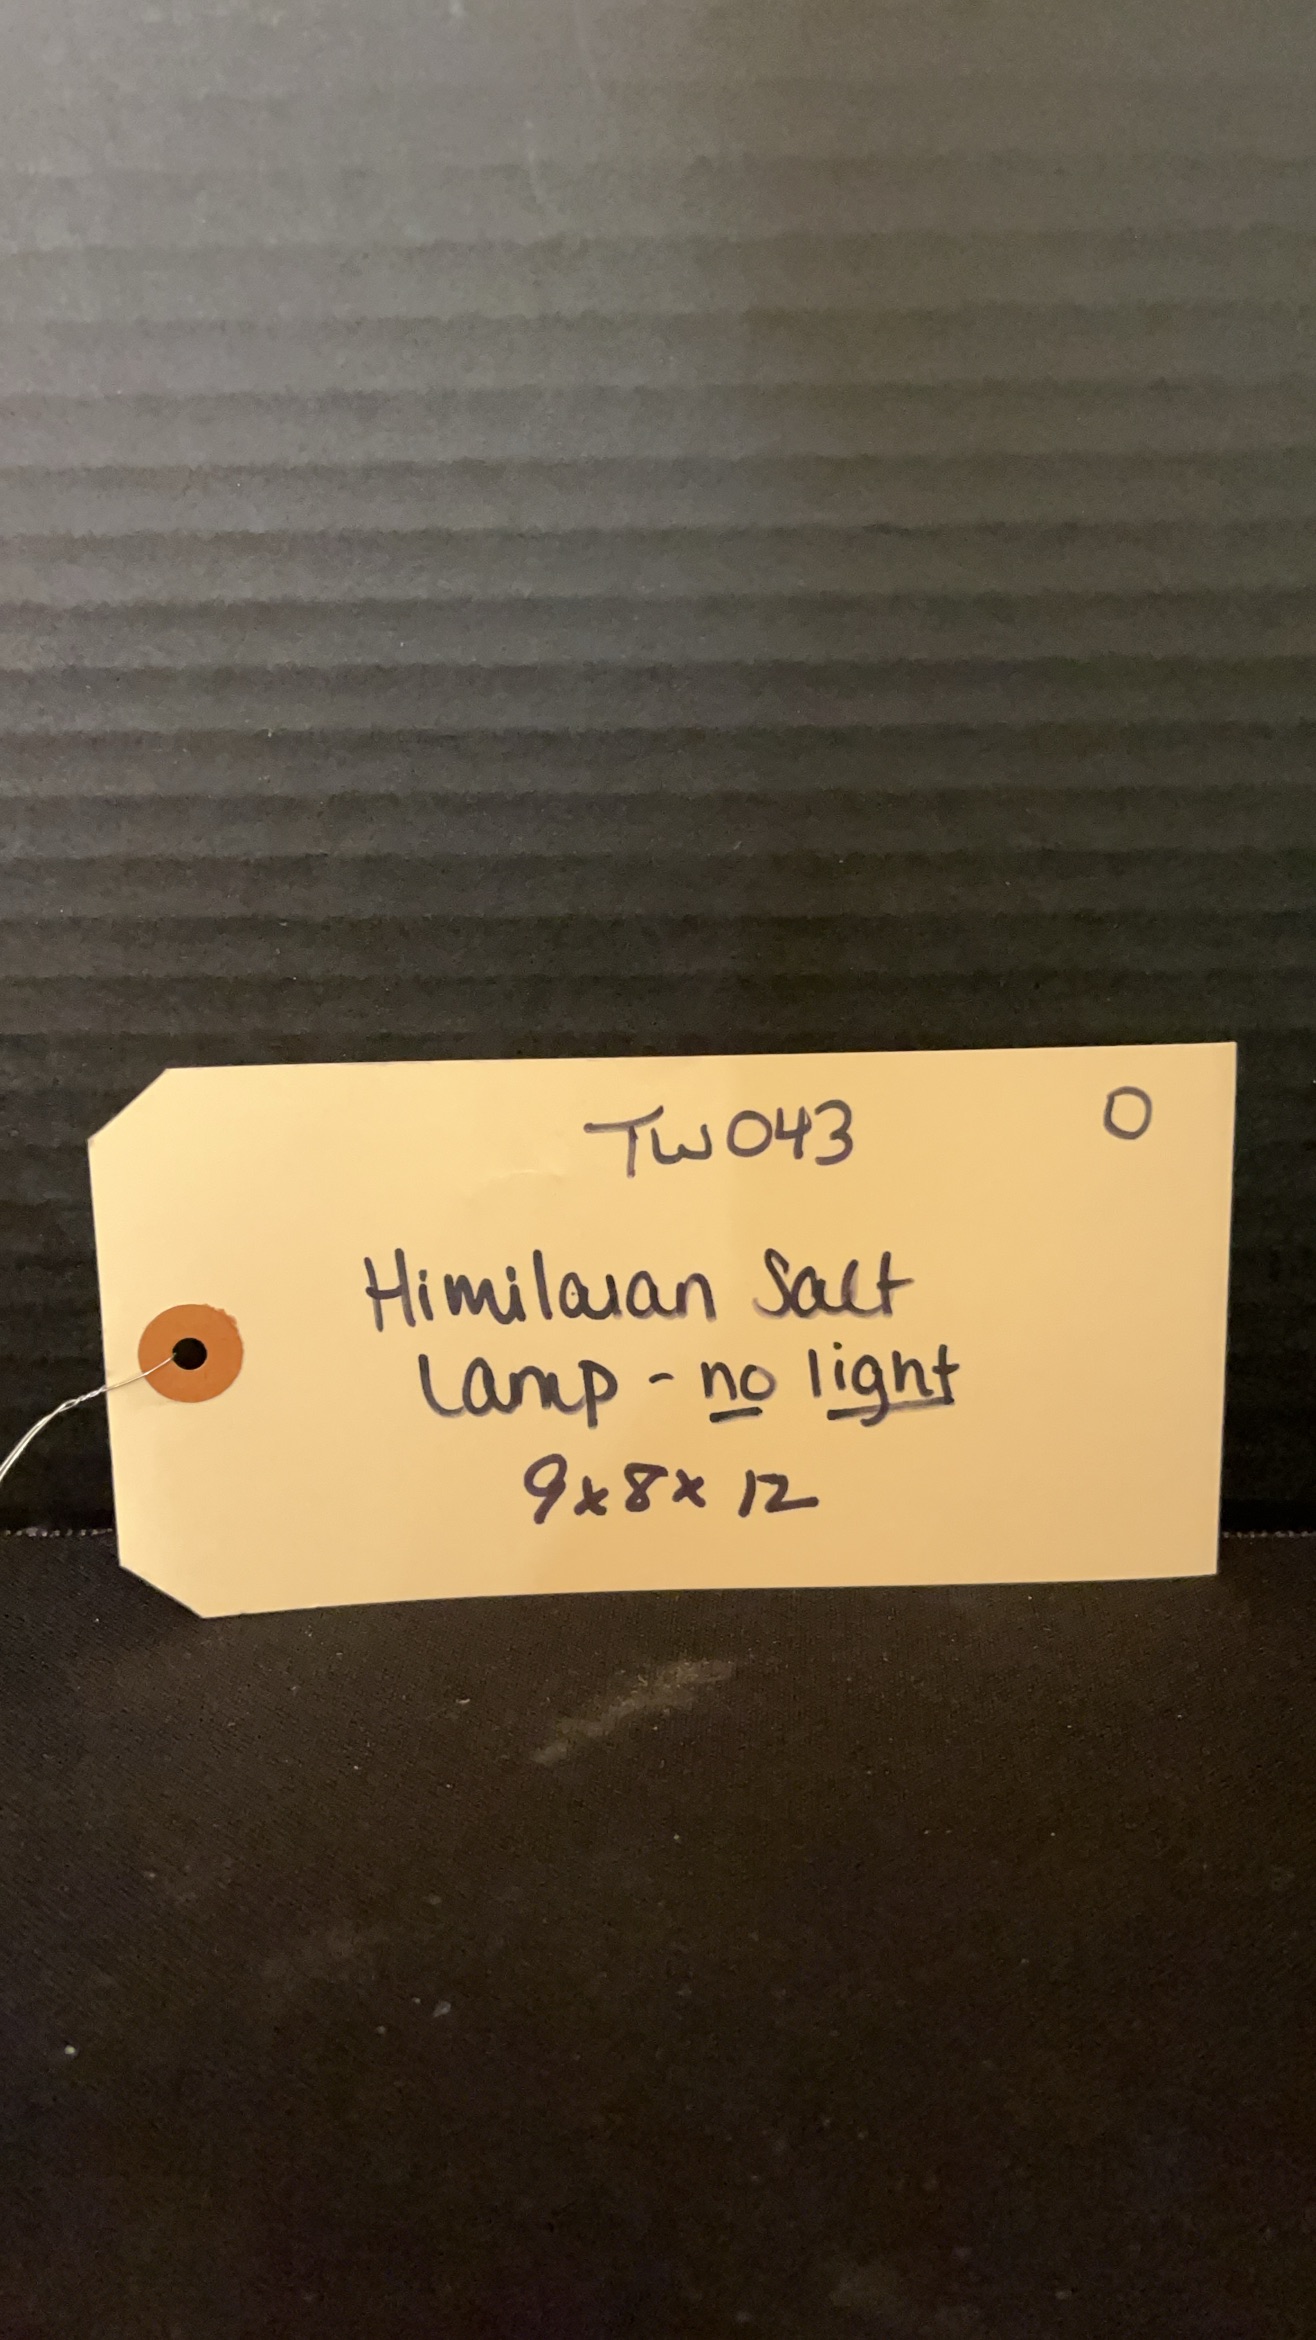 TW043 O
Himilaian Salt
Lamp - no light
9x8x12